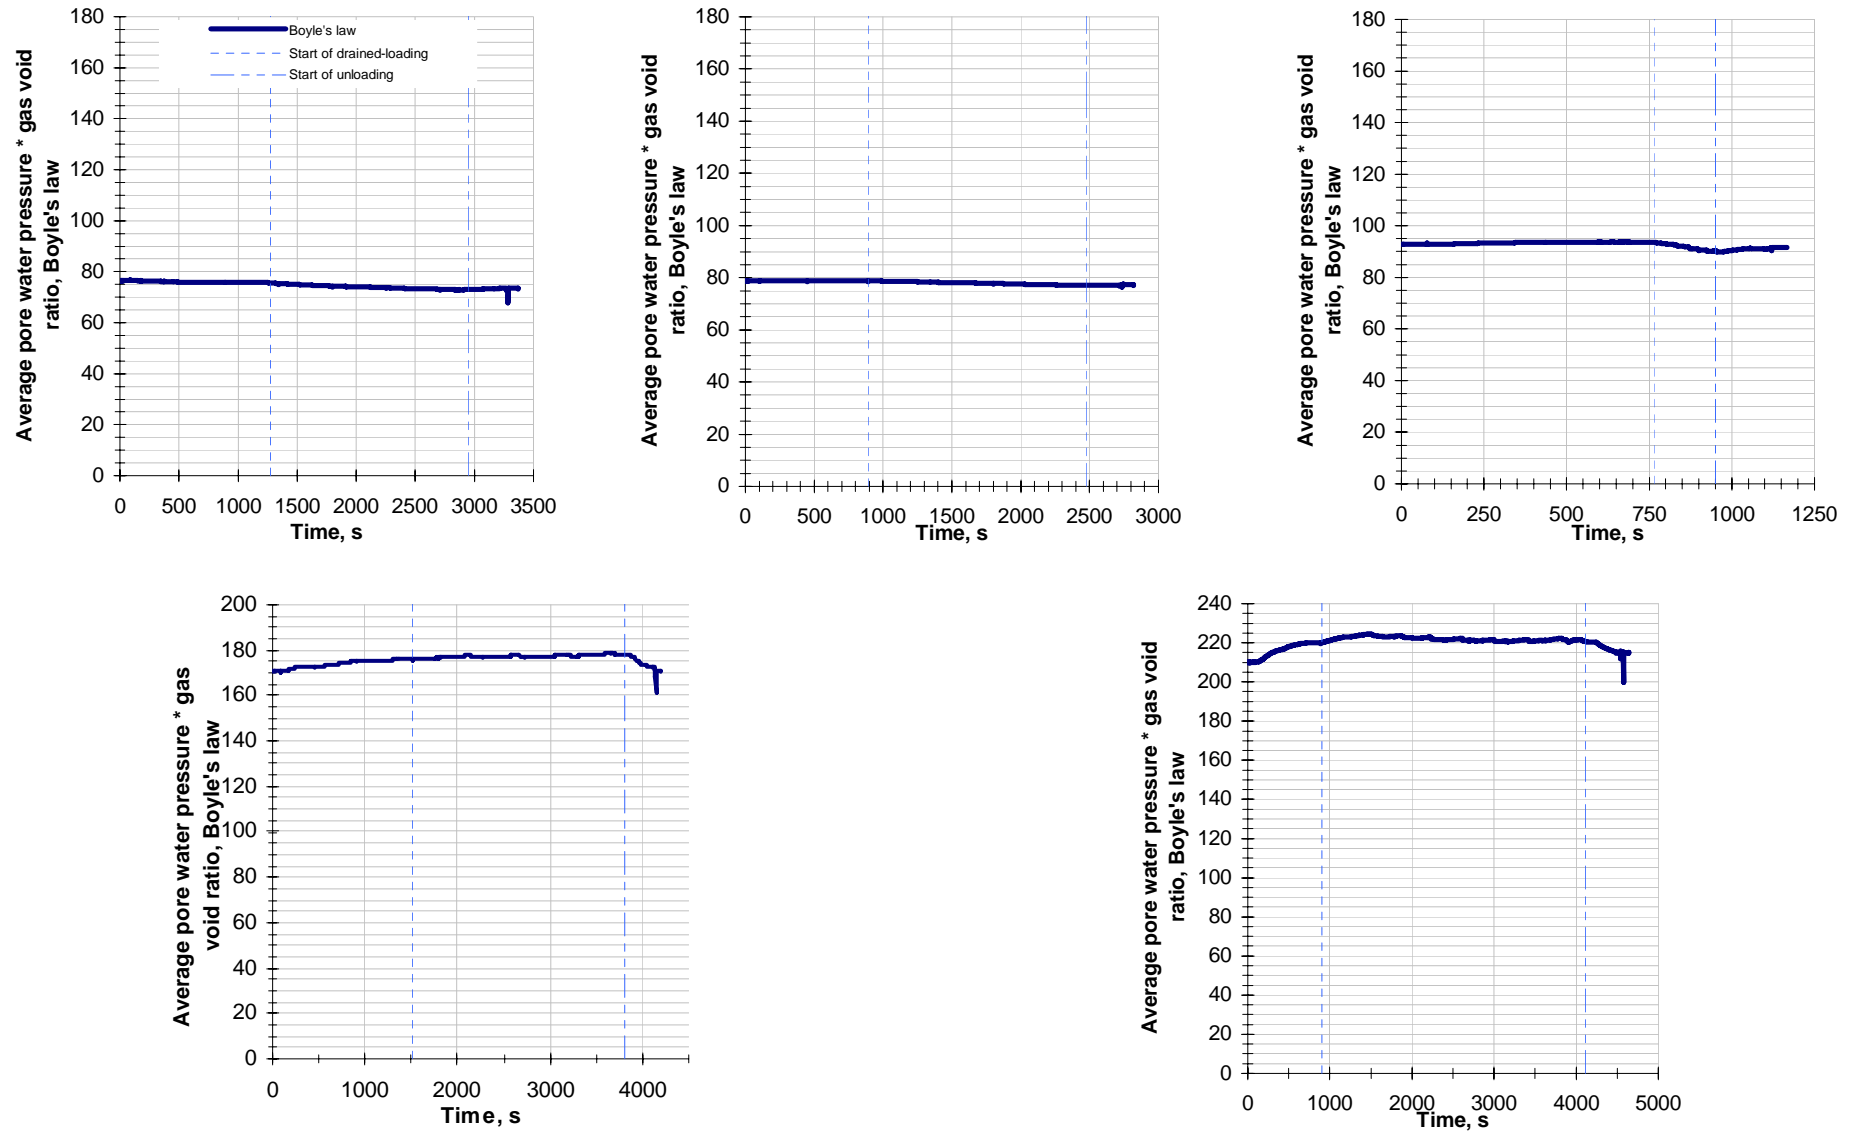 Average pore water pressure * gas void
ratio, Boyle's law
180
160
140
120
100
80
60
40
20
0
Boyle's law
Start of drained-loading
Start of unloading
0 500 1000 1500 2000 2500 3000 3500
Time, s
Average pore water pressure * gas void
ratio, Boyle's law
180
160
140
120
100
80
60
40
20
0
0 500 1000 1500 2000 2500 3000
Time, s
Average pore water pressure * gas void
ratio, Boyle's law
180
160
140
120
100
80
60
40
20
0
0 250 500 750 1000 1250
Time, s
Average pore water pressure * gas
void ratio, Boyle's law
200
180
160
140
120
100
80
60
40
20
0
0 1000 2000 3000 4000
Time, s
Average pore water pressure * gas void
ratio, Boyle's law
240
220
200
180
160
140
120
100
80
60
40
20
0
0 1000 2000 3000 4000 5000
Time, s